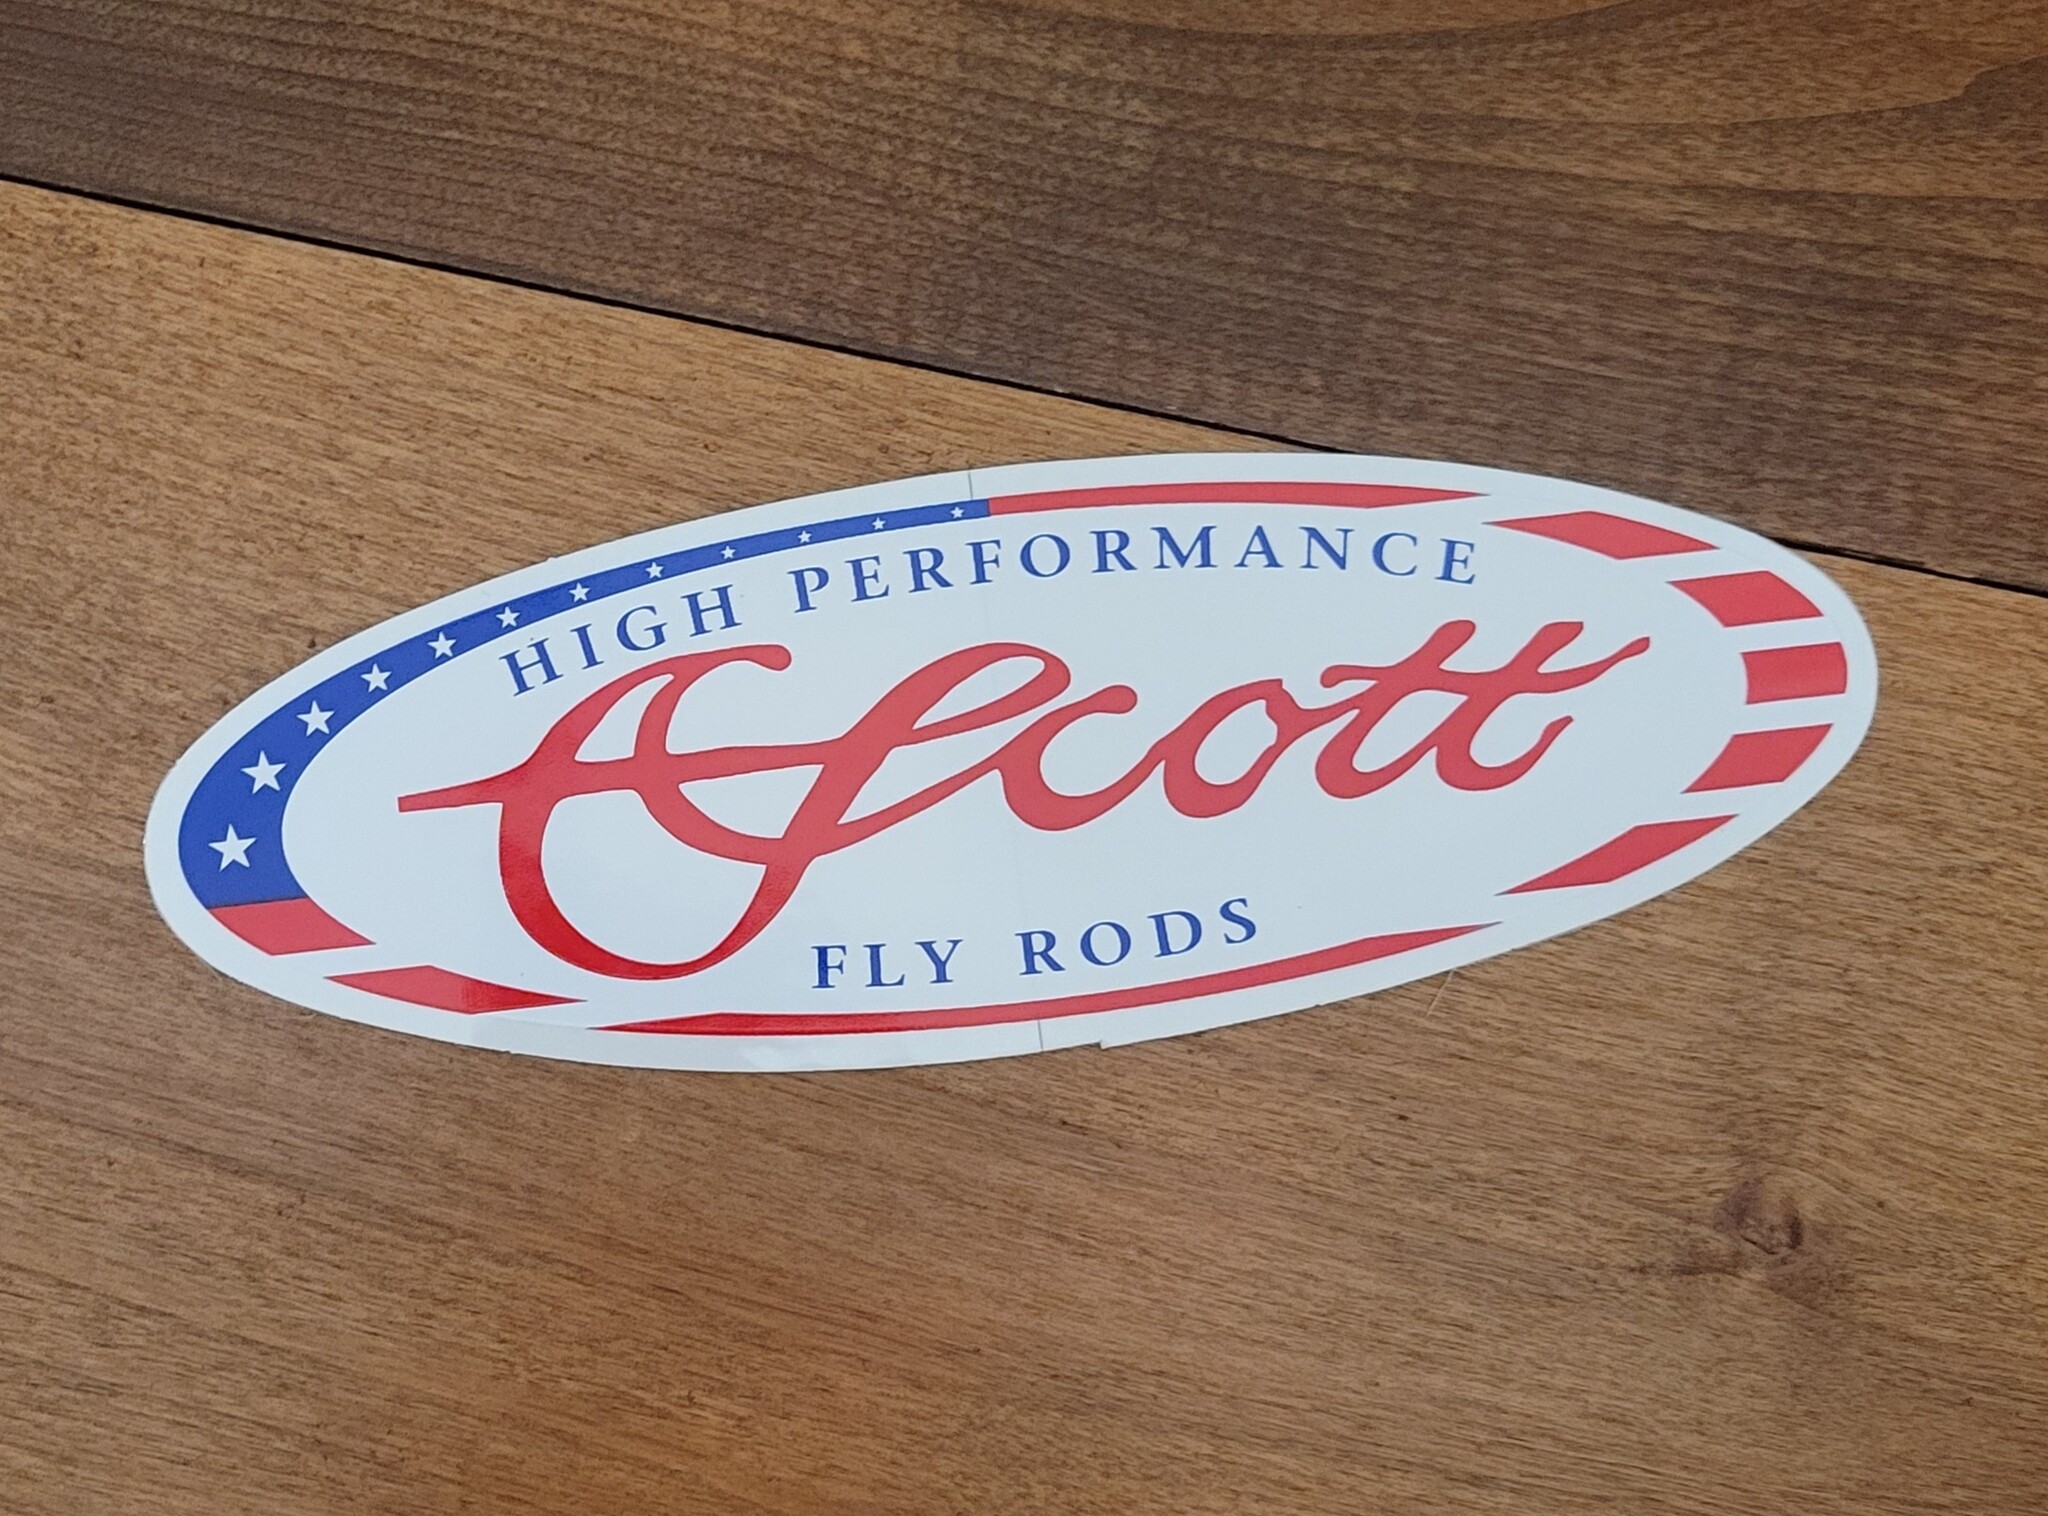 HIGH PERFORMANCE
Scott
FLY RODS